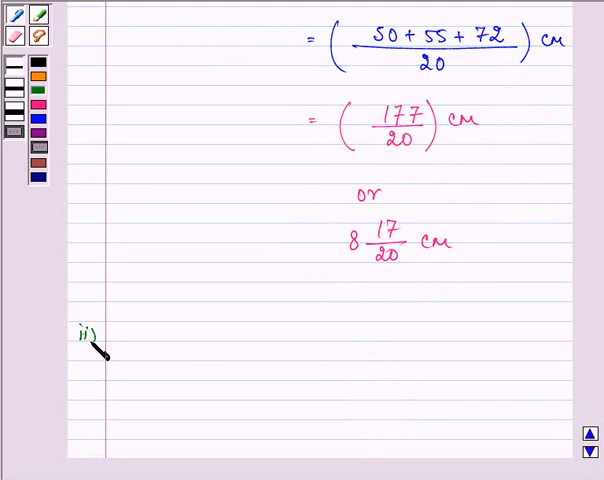 = ( 50 + 55 + 72 / 20 ) cm
= ( 177 / 20 ) cm
or
8 17/20 cm
ii)